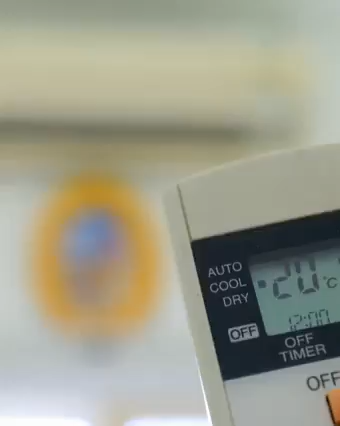 AUTO
COOL
DRY
20°C
12:00
OFF
OFF
TIMER
OFF